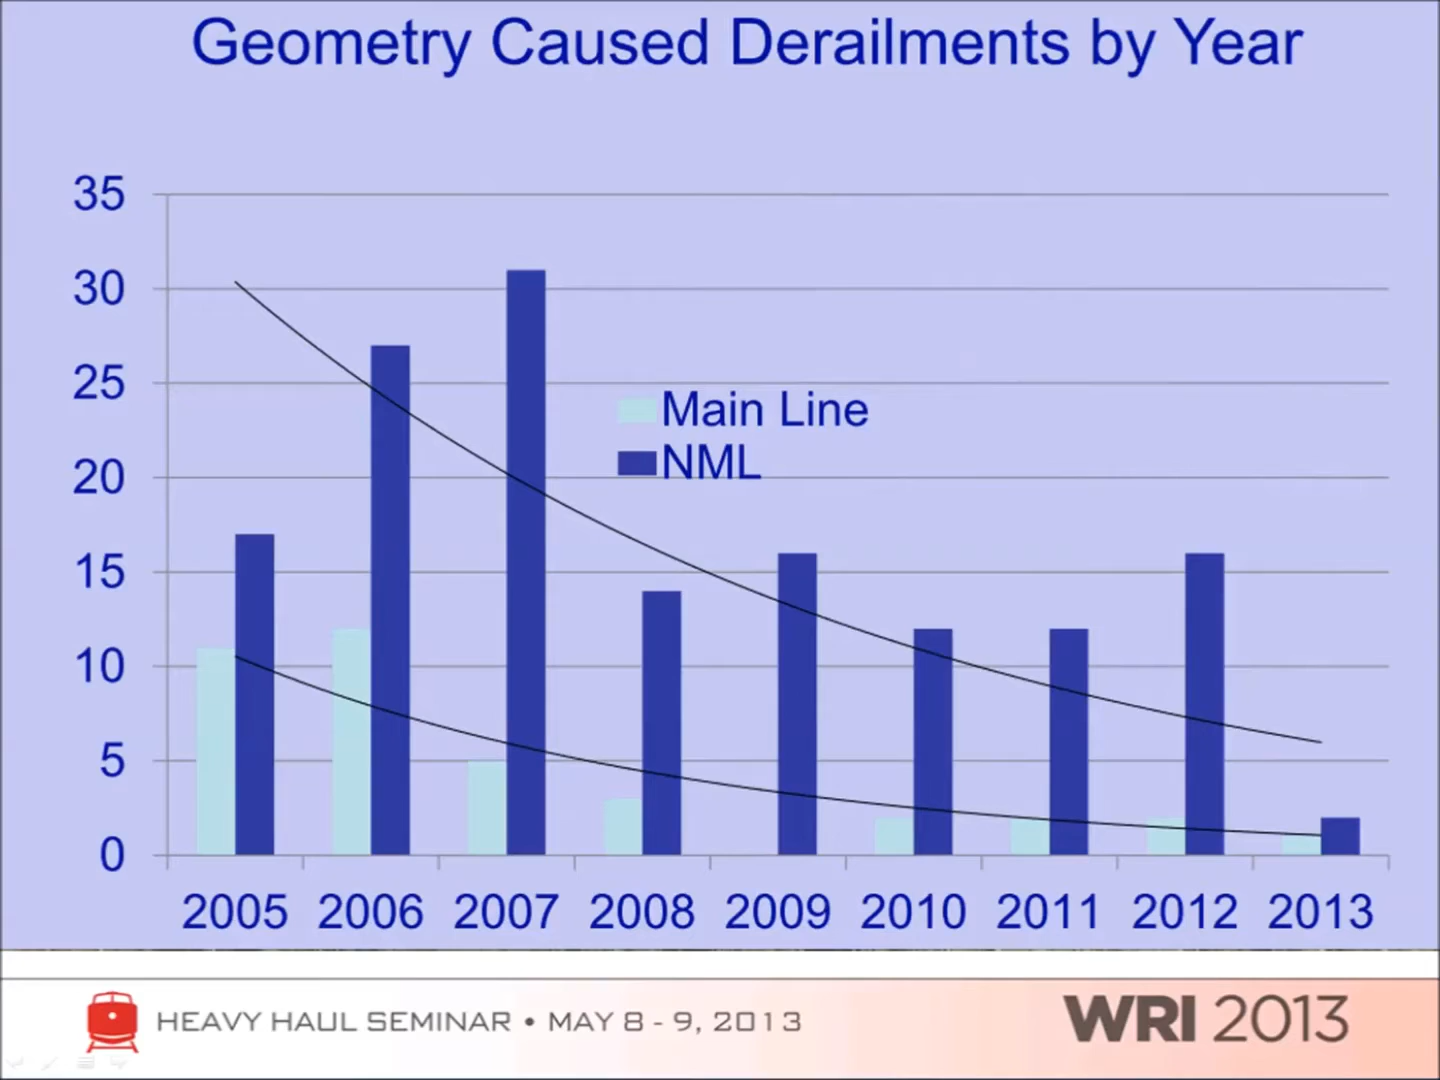 Geometry Caused Derailments by Year
35
30
25
20
15
10
5
0
Main Line
NML
2005 2006 2007 2008 2009 2010 2011 2012 2013
HEAVY HAUL SEMINAR • MAY 8 - 9, 2013
WRI 2013